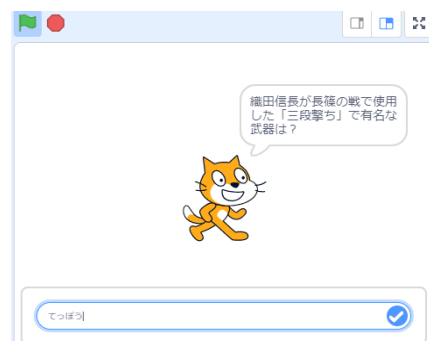 織田信長が長篠の戦で使用
した「三段撃ち」で有名な
武器は？
てっぽう